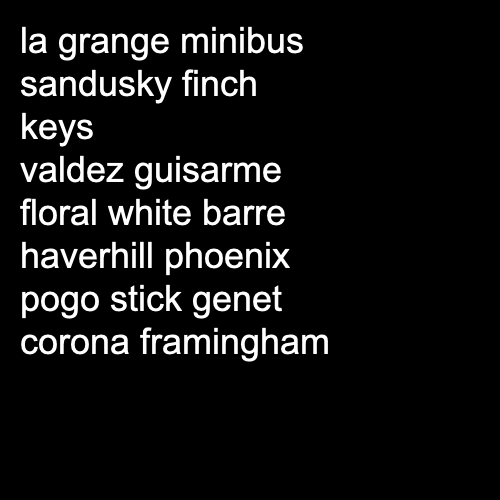 la grange minibus
sandusky finch
keys
valdez guisarme
floral white barre
haverhill phoenix
pogo stick genet
corona framingham